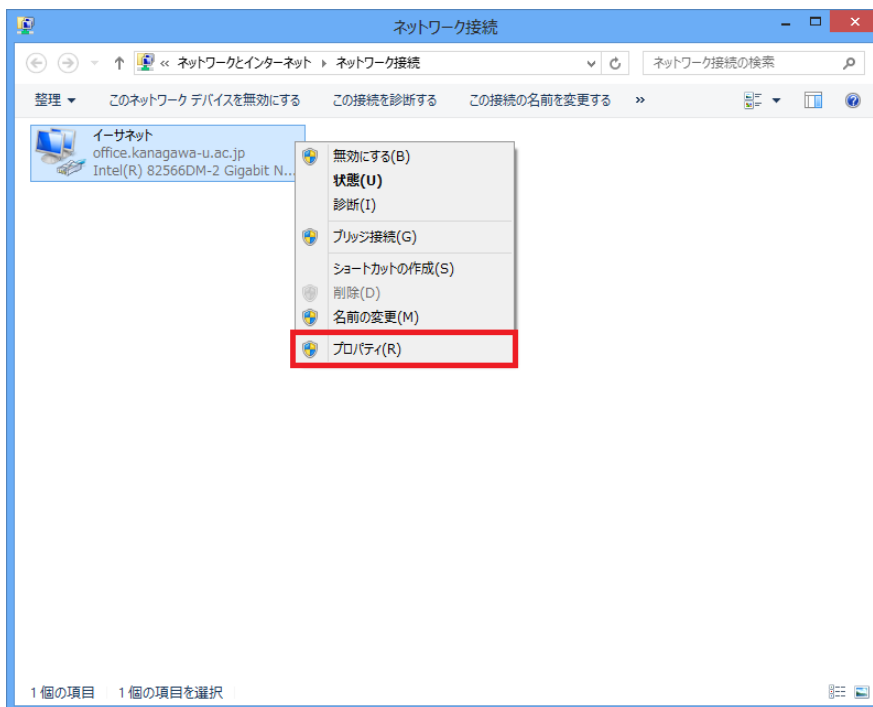 ネットワーク接続
« ネットワークとインターネット ▸ ネットワーク接続
ネットワーク接続の検索
整理 ▼ このネットワーク デバイスを無効にする この接続を診断する この接続の名前を変更する »
イーサネット
office.kanagawa-u.ac.jp
Intel(R) 82566DM-2 Gigabit N...
無効にする(B)
状態(U)
診断(I)
ブリッジ接続(G)
ショートカットの作成(S)
削除(D)
名前の変更(M)
プロパティ(R)
1 個の項目 1 個の項目を選択